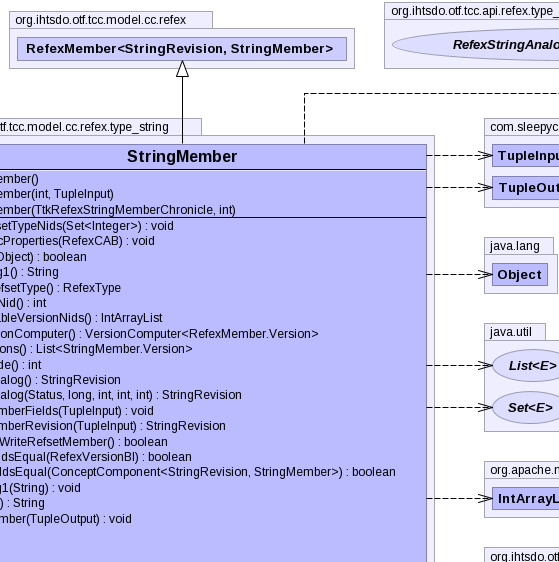 org.ihtsdo.otf.tcc.model.cc.refex
RefexMember<StringRevision, StringMember>
org.ihtsdo.otf.tcc.api.refex.type_
RefexStringAnalo
tf.tcc.model.cc.refex.type_string
StringMember
ember()
ember(int, TupleInput)
ember(TtkRefexStringMemberChronicle, int)
setTypeNids(Set<Integer>) : void
cProperties(RefexCAB) : void
Object) : boolean
g1() : String
efsetType() : RefexType
Nid() : int
ableVersionNids() : IntArrayList
onComputer() : VersionComputer<RefexMember.Version>
ons() : List<StringMember.Version>
de() : int
alog() : StringRevision
alog(Status, long, int, int, int) : StringRevision
mberFields(TupleInput) : void
mberRevision(TupleInput) : StringRevision
WriteRefsetMember() : boolean
dsEqual(RefexVersionBI) : boolean
ldsEqual(ConceptComponent<StringRevision, StringMember>) : boolean
g1(String) : void
) : String
mber(TupleOutput) : void
com.sleepyc
TupleInpu
TupleOut
java.lang
Object
java.util
List<E>
Set<E>
org.apache.m
IntArrayL
org.ihtsdo.otf